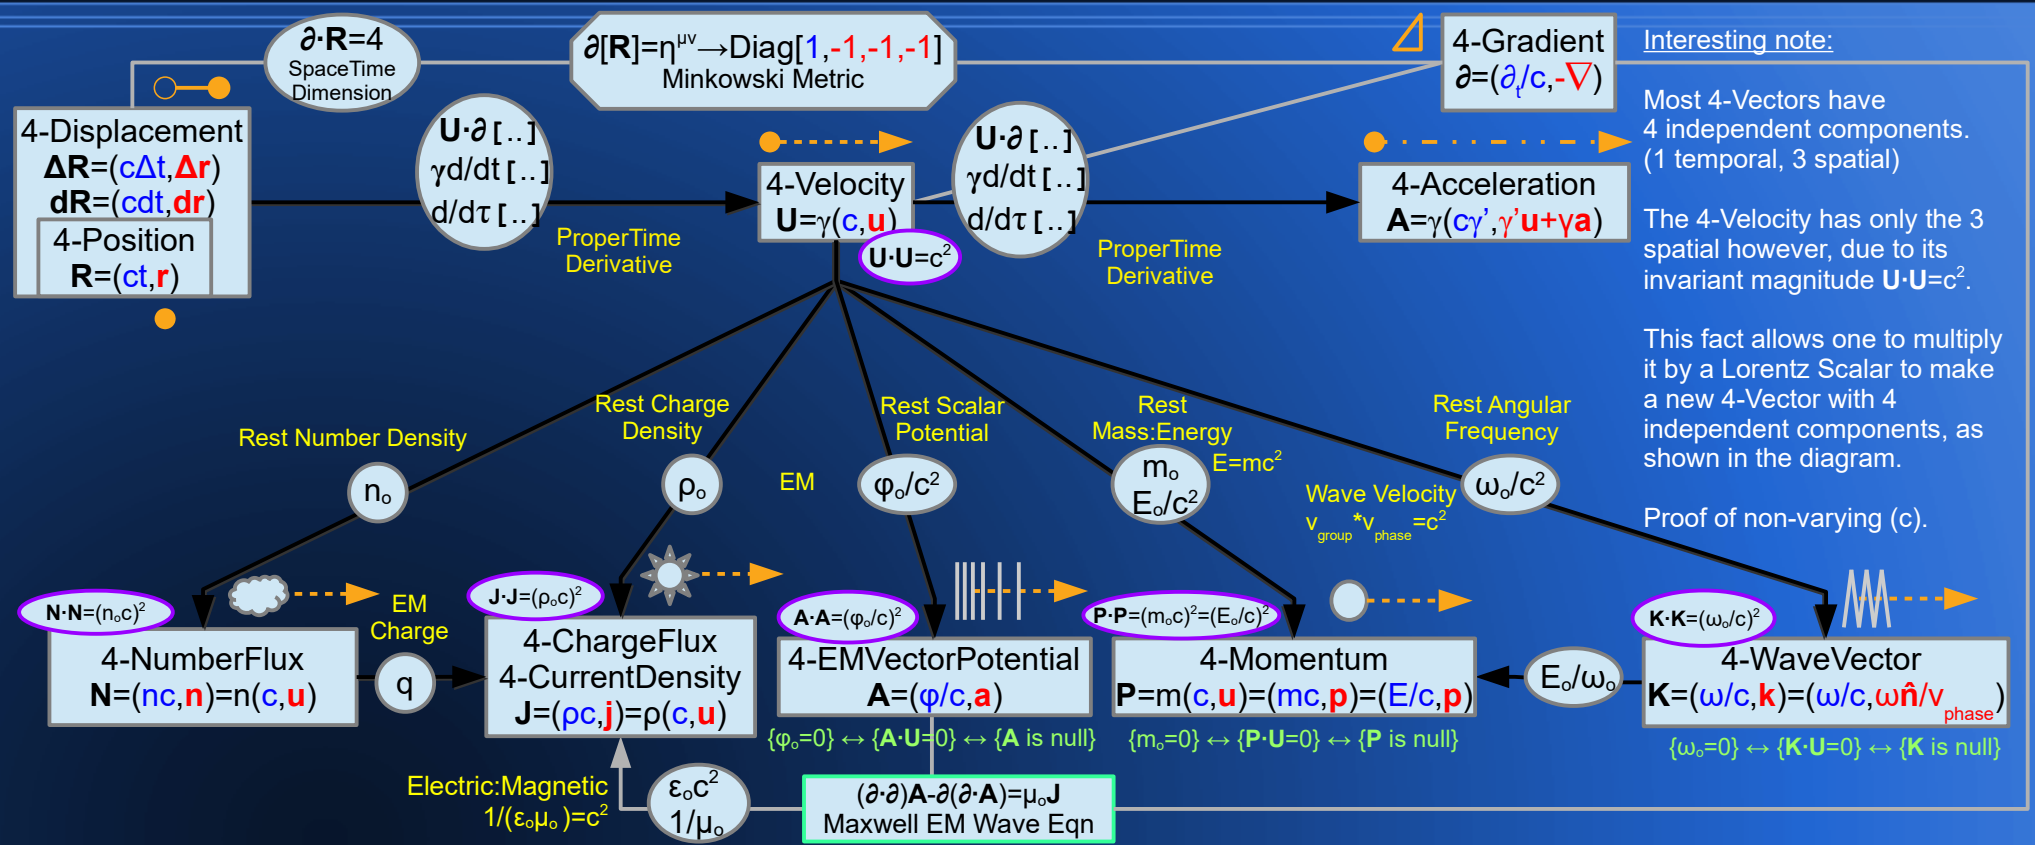 ∂·R=4
SpaceTime
Dimension
∂[R]=η^μν→Diag[1,-1,-1,-1]
Minkowski Metric
4-Gradient
∂=(∂ₜ/c,-∇)
Interesting note:
Most 4-Vectors have
4 independent components.
(1 temporal, 3 spatial)
The 4-Velocity has only the 3
spatial however, due to its
invariant magnitude U·U=c².
This fact allows one to multiply
it by a Lorentz Scalar to make
a new 4-Vector with 4
independent components, as
shown in the diagram.
Proof of non-varying (c).
4-Displacement
ΔR=(cΔt,Δr)
dR=(cdt,dr)
4-Position
R=(ct,r)
U·∂[..]
γd/dt[..]
d/dτ[..]
ProperTime
Derivative
4-Velocity
U=γ(c,u)
U·U=c²
U·∂[..]
γd/dt[..]
d/dτ[..]
ProperTime
Derivative
4-Acceleration
A=γ(cγ’,γ’u+γa)
Rest Number Density
nₒ
Rest Charge
Density
ρₒ
EM
Rest Scalar
Potential
φₒ/c²
Rest
Mass:Energy
mₒ
Eₒ/c²
E=mc²
Rest Angular
Frequency
ωₒ/c²
Wave Velocity
v_group*v_phase=c²
N·N=(nₒc)²
4-NumberFlux
N=(nc,n)=n(c,u)
EM
Charge
q
J·J=(ρₒc)²
4-ChargeFlux
4-CurrentDensity
J=(ρc,j)=ρ(c,u)
A·A=(φₒ/c)²
4-EMVectorPotential
A=(φ/c,a)
{φₒ=0} ↔ {A·U=0} ↔ {A is null}
P·P=(mₒc)²=(Eₒ/c)²
4-Momentum
P=m(c,u)=(mc,p)=(E/c,p)
{mₒ=0} ↔ {P·U=0} ↔ {P is null}
Eₒ/ωₒ
K·K=(ωₒ/c)²
4-WaveVector
K=(ω/c,k)=(ω/c,ωn̂/v_phase)
{ωₒ=0} ↔ {K·U=0} ↔ {K is null}
Electric:Magnetic
1/(εₒμₒ)=c²
εₒc²
1/μₒ
(∂·∂)A-∂(∂·A)=μₒJ
Maxwell EM Wave Eqn